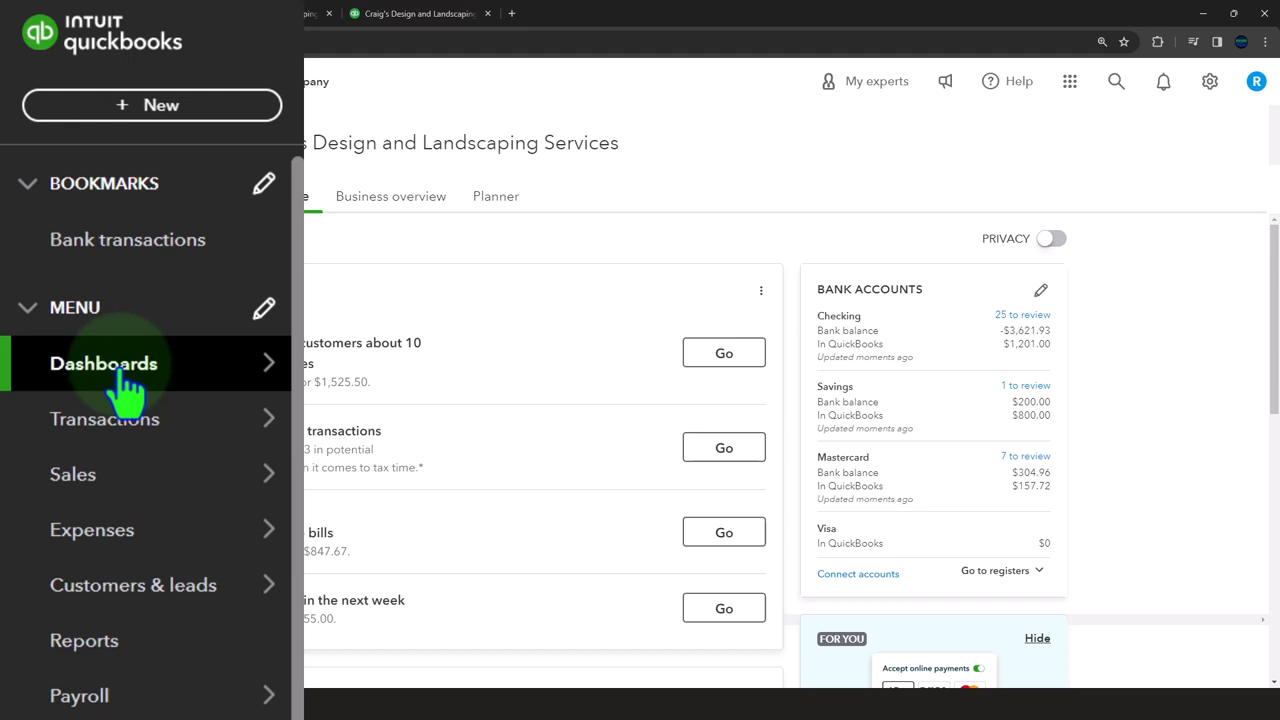 INTUIT
quickbooks
+ New
BOOKMARKS
Bank transactions
MENU
Dashboards
Transactions
Sales
Expenses
Customers & leads
Reports
Payroll
Craig's Design and Landscaping
mpany
My experts
Help
R
's Design and Landscaping Services
e
Business overview
Planner
PRIVACY
customers about 10
es
or $1,525.50.
Go
transactions
3 in potential
n it comes to tax time.*
Go
bills
$847.67.
Go
in the next week
55.00.
Go
BANK ACCOUNTS
Checking 25 to review
Bank balance -$3,621.93
In QuickBooks $1,201.00
Updated moments ago
Savings 1 to review
Bank balance $200.00
In QuickBooks $800.00
Updated moments ago
Mastercard 7 to review
Bank balance $304.96
In QuickBooks $157.72
Updated moments ago
Visa
In QuickBooks $0
Connect accounts Go to registers
FOR YOU Hide
Accept online payments